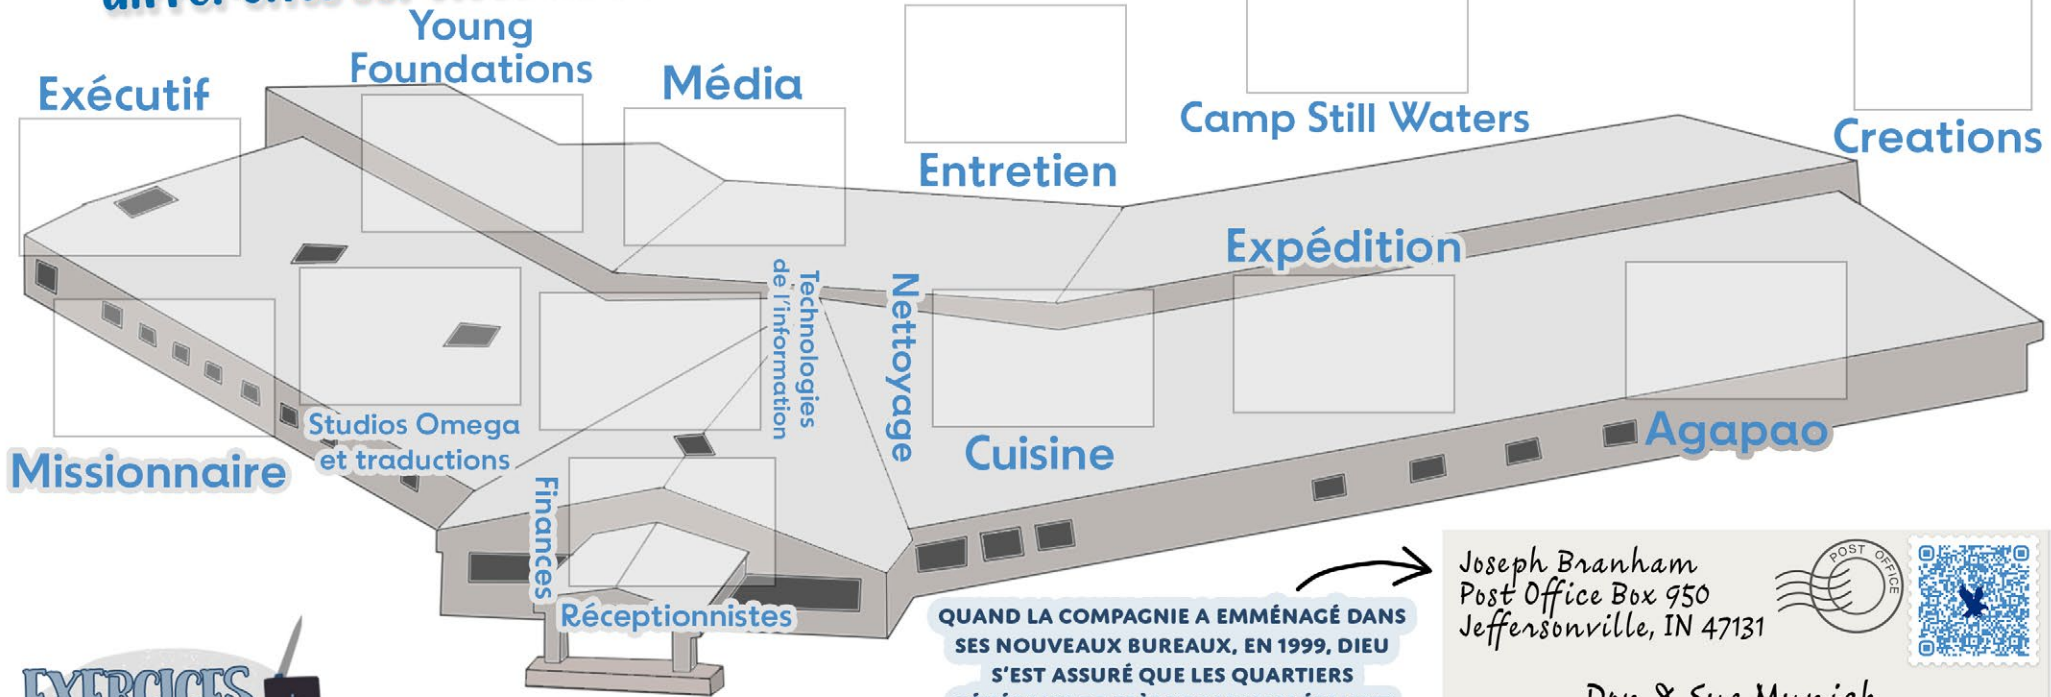 Young
Foundations
Exécutif
Média
Camp Still Waters
Creations
Entretien
Expédition
Technologies
de l'information
Nettoyage
Studios Omega
et traductions
Missionnaire
Cuisine
Agapao
Finances
Réceptionnistes
QUAND LA COMPAGNIE A EMMÉNAGÉ DANS
SES NOUVEAUX BUREAUX, EN 1999, DIEU
S'EST ASSURÉ QUE LES QUARTIERS
Joseph Branham
Post Office Box 950
Jeffersonville, IN 47131
POST OFFICE
EXERCICES